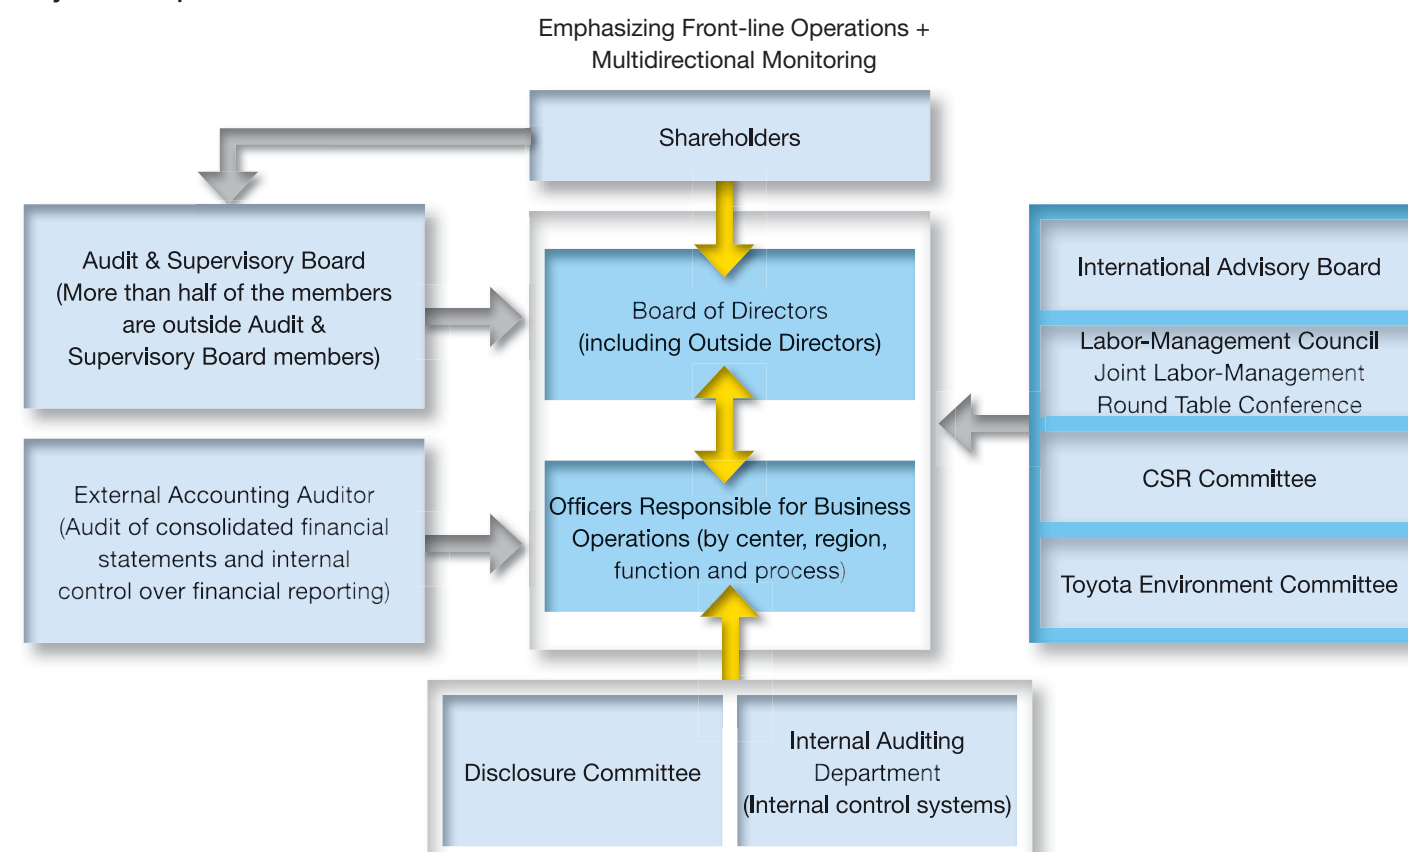 Emphasizing Front-line Operations +
Multidirectional Monitoring
Shareholders
Audit & Supervisory Board
(More than half of the members
are outside Audit &
Supervisory Board members)
Board of Directors
(including Outside Directors)
International Advisory Board
Labor-Management Council
Joint Labor-Management
Round Table Conference
CSR Committee
Toyota Environment Committee
External Accounting Auditor
(Audit of consolidated financial
statements and internal
control over financial reporting)
Officers Responsible for Business
Operations (by center, region,
function and process)
Disclosure Committee
Internal Auditing
Department
(Internal control systems)